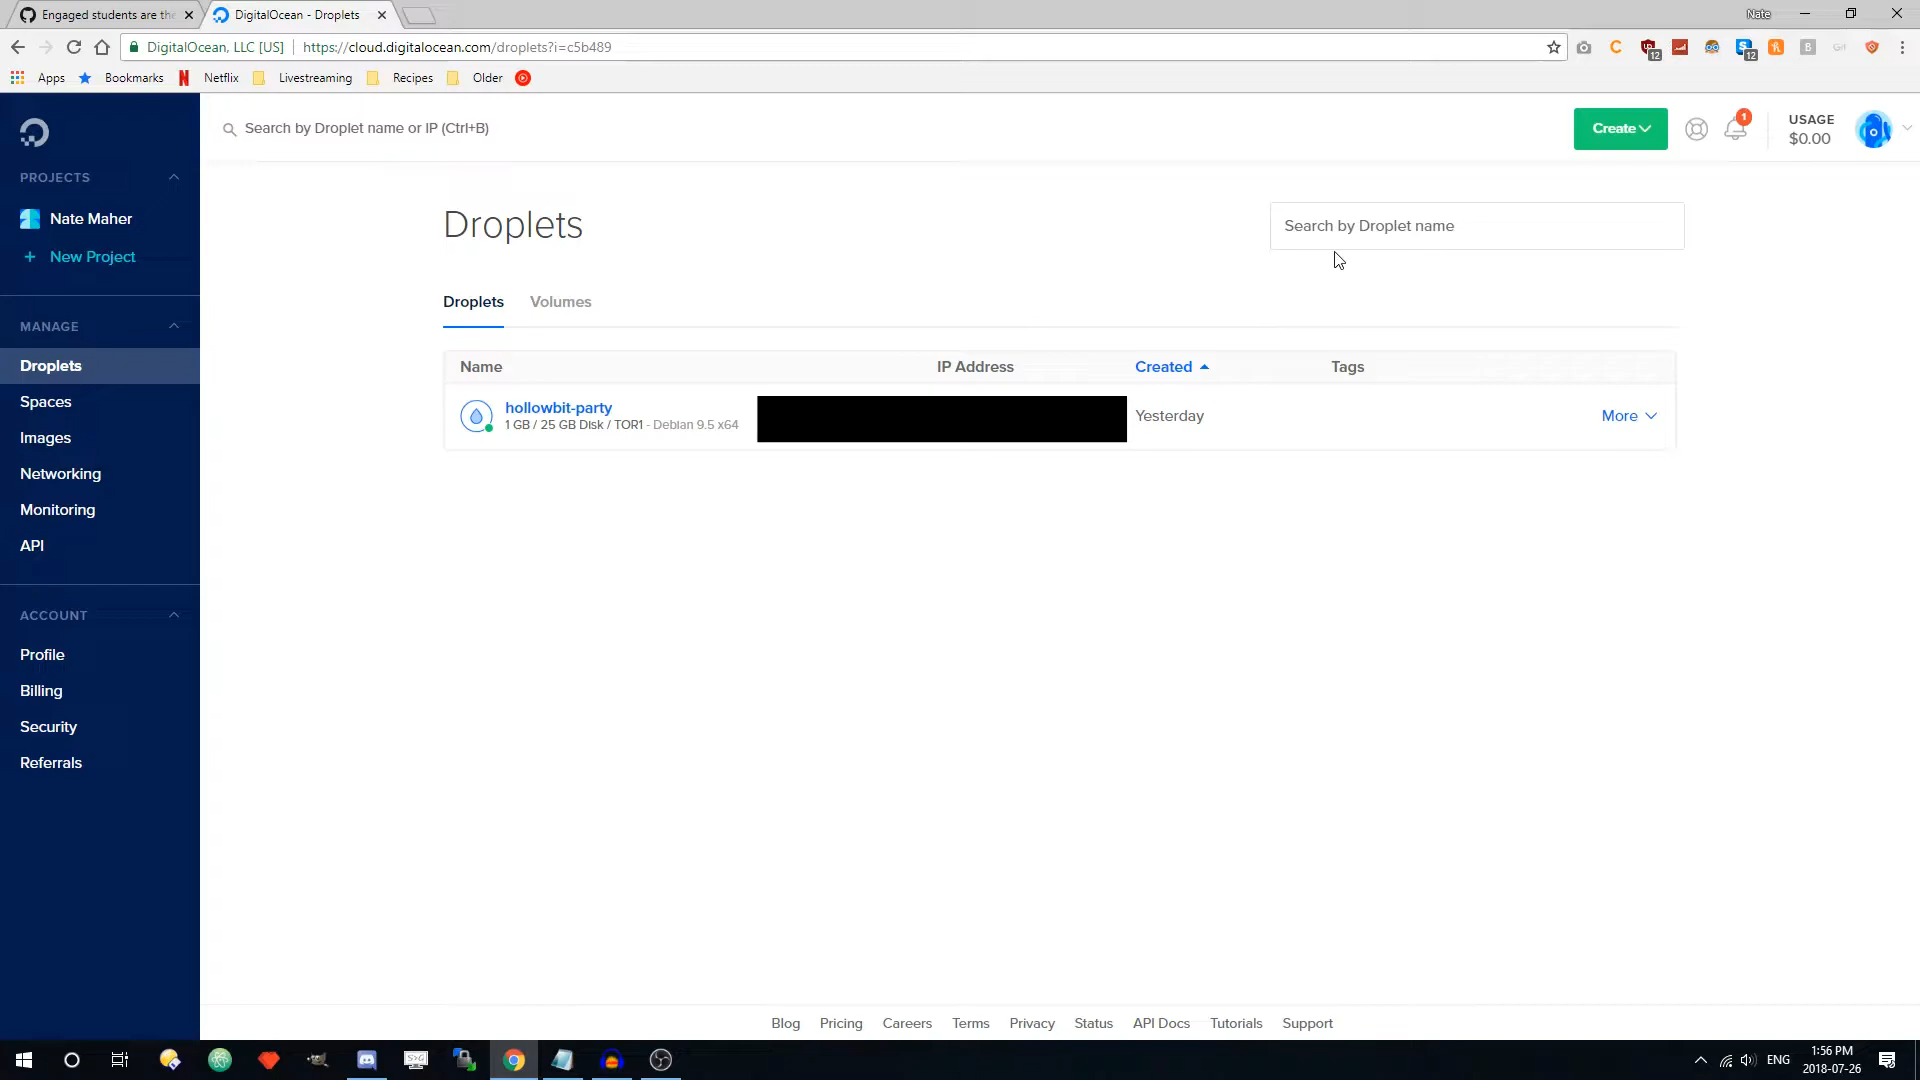 Engaged students are the
DigitalOcean - Droplets
Nate
DigitalOcean, LLC [US]
https://cloud.digitalocean.com/droplets?i=c5b489
12
12
Apps
Bookmarks
Netflix
Livestreaming
Recipes
Older
Search by Droplet name or IP (Ctrl+B)
Create
1
USAGE
$0.00
PROJECTS
Nate Maher
+ New Project
MANAGE
Droplets
Spaces
Images
Networking
Monitoring
API
ACCOUNT
Profile
Billing
Security
Referrals
Droplets
Search by Droplet name
Droplets
Volumes
Name
IP Address
Created
Tags
hollowbit-party
1 GB / 25 GB Disk / TOR1 - Debian 9.5 x64
Yesterday
More
Blog
Pricing
Careers
Terms
Privacy
Status
API Docs
Tutorials
Support
ENG
1:56 PM
2018-07-26